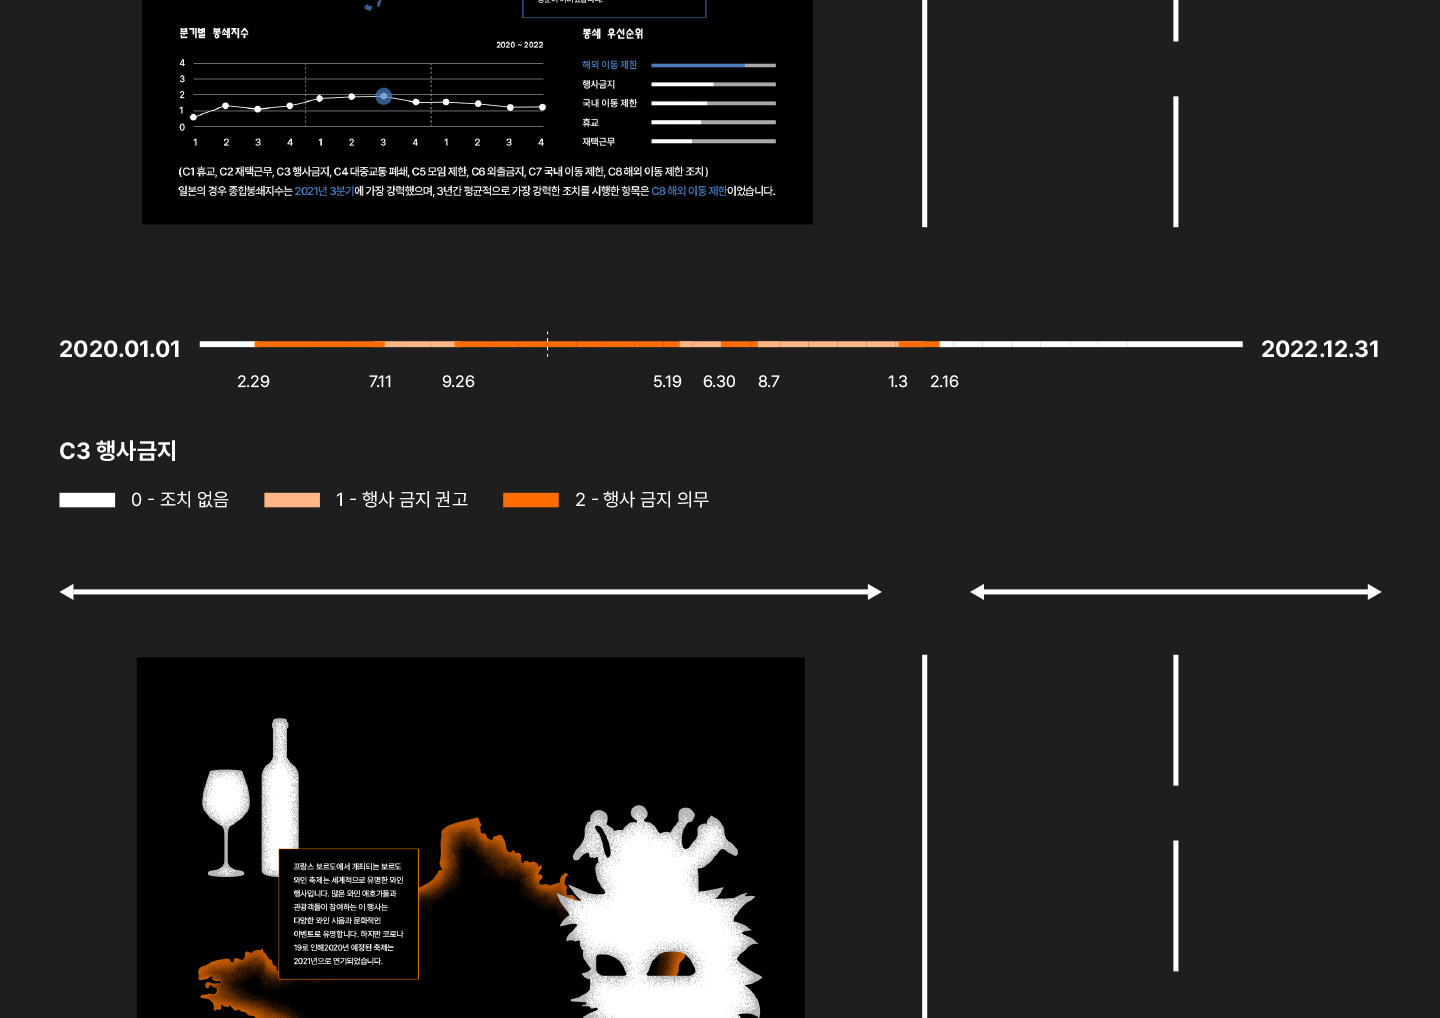 분기별 봉쇄지수
2020 ~ 2022
4
3
2
1
0
1 2 3 4 1 2 3 4 1 2 3 4
봉쇄 우선순위
해외 이동 제한
행사금지
국내 이동 제한
휴교
재택근무
(C1 휴교, C2 재택근무, C3 행사금지, C4 대중교통 폐쇄, C5 모임 제한, C6 외출금지, C7 국내 이동 제한, C8 해외 이동 제한 조치)
일본의 경우 종합봉쇄지수는 2021년 3분기에 가장 강력했으며, 3년간 평균적으로 가장 강력한 조치를 시행한 항목은 C8 해외 이동 제한이었습니다.
2020.01.01
2022.12.31
2.29 7.11 9.26 5.19 6.30 8.7 1.3 2.16
C3 행사금지
0 - 조치 없음
1 - 행사 금지 권고
2 - 행사 금지 의무
프랑스 보르도에서 개최되는 보르도
와인 축제는 세계적으로 유명한 와인
행사입니다. 많은 와인 애호가들과
관광객들이 참여하는 이 행사는
다양한 와인 시음과 문화적인
이벤트로 유명합니다. 하지만 코로나
19로 인해2020년 예정된 축제는
2021년으로 연기되었습니다.